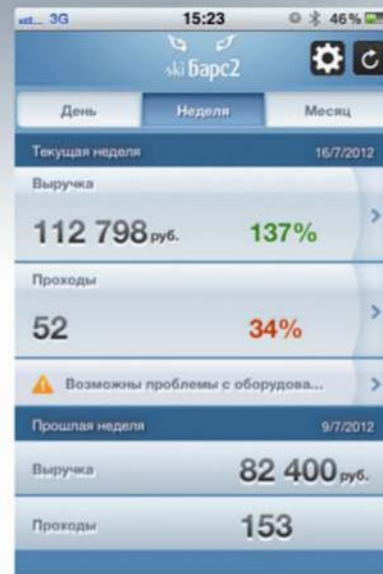 3G 15:23 46%
ski Барс2
День Неделя Месяц
Текущая неделя 16/7/2012
Выручка
112 798 руб. 137%
Проходы
52 34%
Возможны проблемы с оборудова...
Прошлая неделя 9/7/2012
Выручка 82 400 руб.
Проходы 153